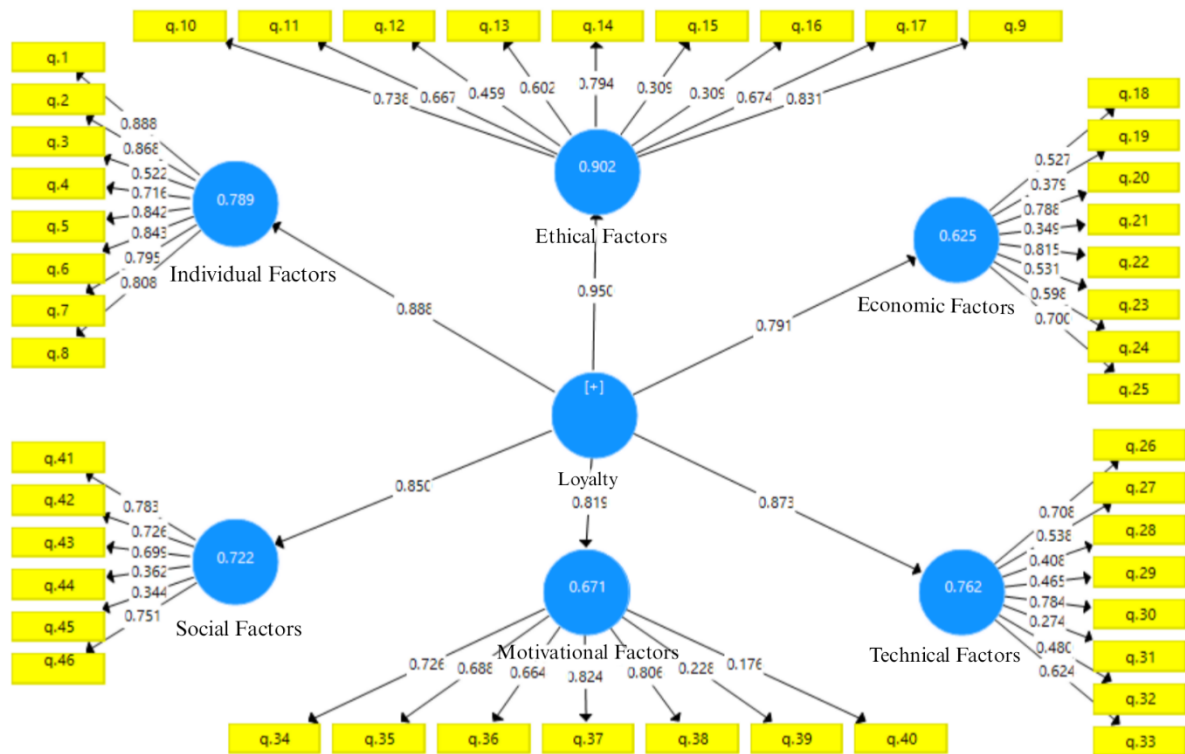 q.10 q.11 q.12 q.13 q.14 q.15 q.16 q.17 q.9
0.738 0.667 0.459 0.602 0.794 0.309 0.309 0.674 0.831
0.902
Ethical Factors
q.1
q.2
q.3
q.4
q.5
q.6
q.7
q.8
0.888
0.868
0.522
0.716
0.842
0.843
0.795
0.808
0.789
Individual Factors
q.18
q.19
q.20
q.21
q.22
q.23
q.24
q.25
0.527
0.379
0.788
0.349
0.815
0.531
0.598
0.700
0.625
Economic Factors
0.888
0.950
0.791
[+]
Loyalty
0.850
0.819
0.873
q.41
q.42
q.43
q.44
q.45
q.46
0.783
0.726
0.699
0.362
0.344
0.751
0.722
Social Factors
0.671
Motivational Factors
0.726 0.688 0.664 0.824 0.806 0.228 0.176
q.34 q.35 q.36 q.37 q.38 q.39 q.40
q.26
q.27
q.28
q.29
q.30
q.31
q.32
q.33
0.708
0.538
0.408
0.465
0.784
0.274
0.480
0.624
0.762
Technical Factors